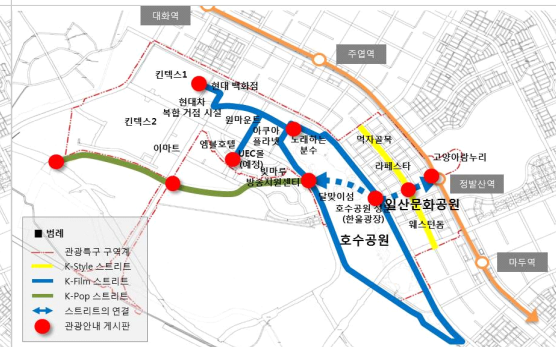 대화역
주엽역
킨텍스1
현대 백화점
현대차
복합 거점 시설
킨텍스2
원마운트
아쿠아
플라넷
노래하는
분수
먹자골목
이마트
엠블호텔
UEC몰
(예정)
라페스타
고양아람누리
빛마루
방송지원센터
정발산역
달맞이섬
일산문화공원
호수공원
(한울광장)
웨스턴돔
호수공원
마두역
■ 범례
관광특구 구역계
K-Style 스트리트
K-Film 스트리트
K-Pop 스트리트
스트리트의 연결
관광안내 게시판